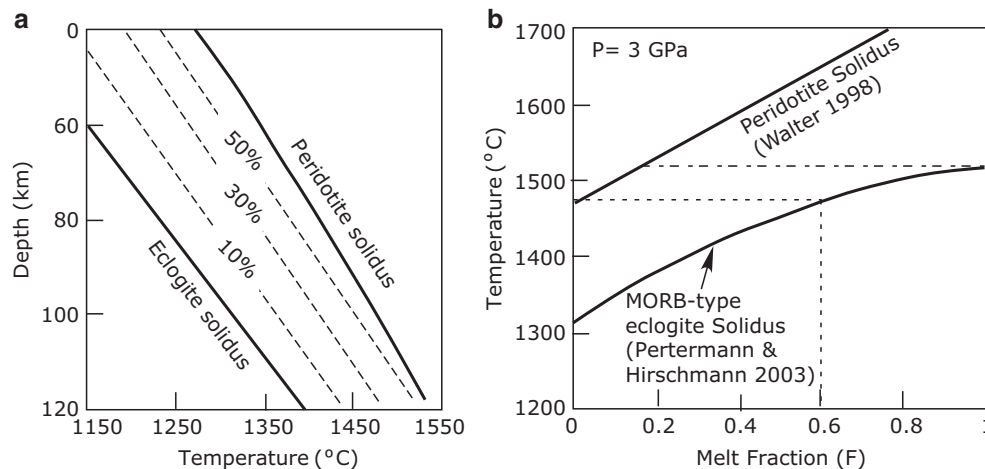 a
0
60
80
100
120
Depth (km)
1150
1250
1350
1450
1550
Temperature (°C)
50%
30%
10%
Peridotite solidus
Eclogite solidus
b
1700
1600
1500
1400
1300
1200
Temperature (°C)
P= 3 GPa
Peridotite Solidus
(Walter 1998)
MORB-type
eclogite Solidus
(Pertermann &
Hirschmann 2003)
0
0.2
0.4
0.6
0.8
1
Melt Fraction (F)